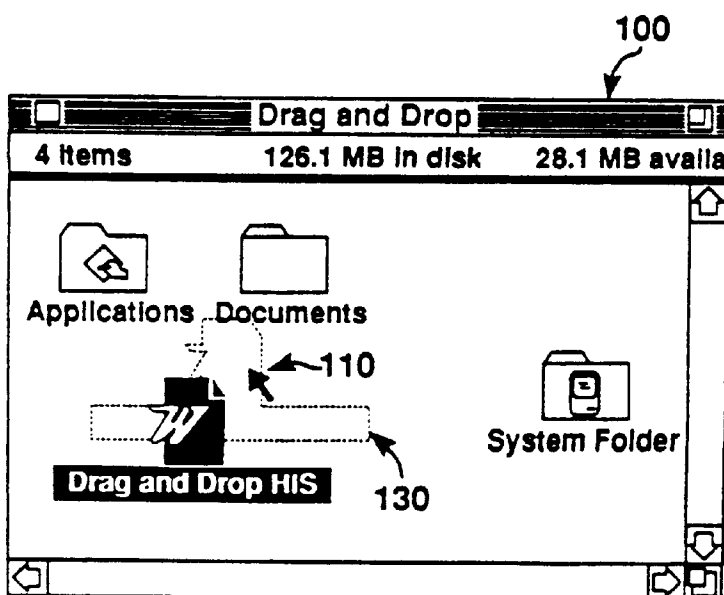 100
Drag and Drop
4 items 126.1 MB in disk 28.1 MB availa
Applications Documents
110
System Folder
Drag and Drop HIS
130